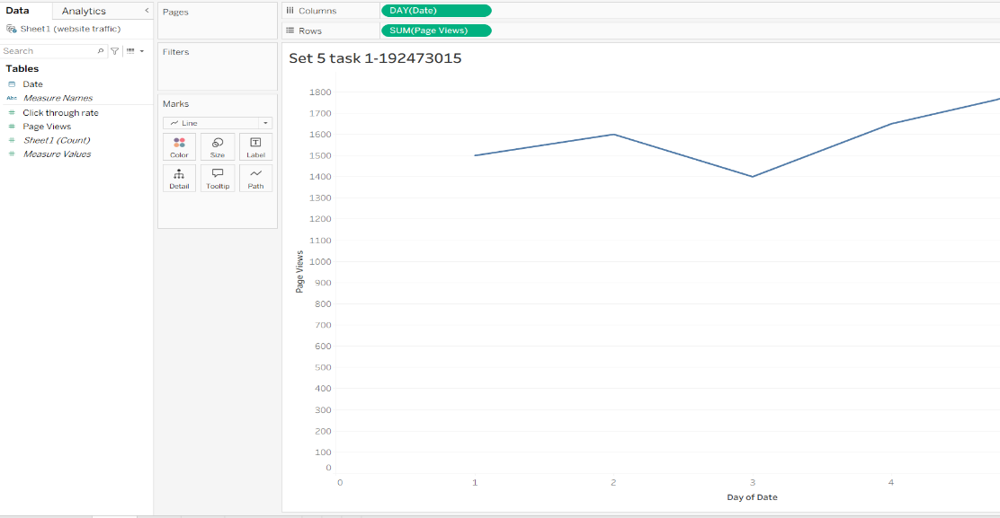 Data Analytics <
Sheet1 (website traffic)
Search
Tables
Date
Abc Measure Names
# Click through rate
# Page Views
# Sheet1 (Count)
# Measure Values
Pages
Filters
Marks
Line
Color Size Label
Detail Tooltip Path
Columns DAY(Date)
Rows SUM(Page Views)
Set 5 task 1-192473015
1800
1700
1600
1500
1400
1300
1200
1100
1000
900
800
700
600
500
400
300
200
100
0
Page Views
0 1 2 3 4
Day of Date